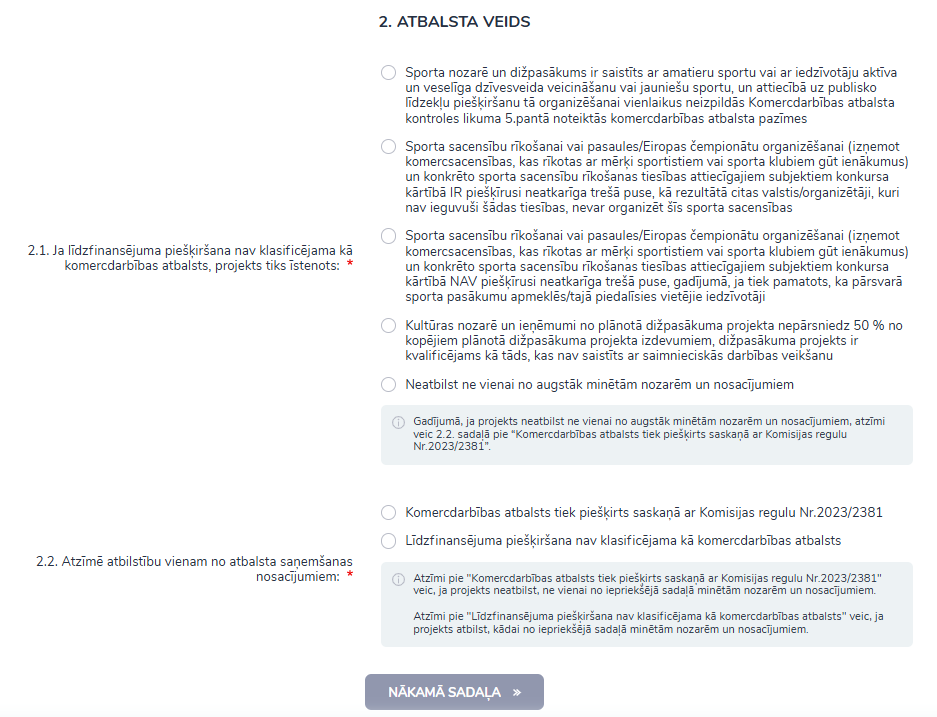 2. ATBALSTA VEIDS
Sporta nozarē un dižpasākums ir saistīts ar amatieru sportu vai ar iedzīvotāju aktīva
un veselīga dzīvesveida veicināšanu vai jauniešu sportu, un attiecībā uz publisko
līdzekļu piešķiršanu tā organizēšanai vienlaikus neizpildās Komercdarbības atbalsta
kontroles likuma 5.pantā noteiktās komercdarbības atbalsta pazīmes
Sporta sacensību rīkošanai vai pasaules/Eiropas čempionātu organizēšanai (izņemot
komercsacensības, kas rīkotas ar mērķi sportistiem vai sporta klubiem gūt ienākumus)
un konkrēto sporta sacensību rīkošanas tiesības attiecīgajiem subjektiem konkursa
kārtībā IR piešķīrusi neatkarīga trešā puse, kā rezultātā citas valstis/organizētāji, kuri
nav ieguvuši šādas tiesības, nevar organizēt šīs sporta sacensības
2.1. Ja līdzfinansējuma piešķiršana nav klasificējama kā
komercdarbības atbalsts, projekts tiks īstenots: *
Sporta sacensību rīkošanai vai pasaules/Eiropas čempionātu organizēšanai (izņemot
komercsacensības, kas rīkotas ar mērķi sportistiem vai sporta klubiem gūt ienākumus)
un konkrēto sporta sacensību rīkošanas tiesības attiecīgajiem subjektiem konkursa
kārtībā NAV piešķīrusi neatkarīga trešā puse, gadījumā, ja tiek pamatots, ka pārsvarā
sporta pasākumu apmeklēs/tajā piedalīsies vietējie iedzīvotāji
Kultūras nozarē un ieņēmumi no plānotā dižpasākuma projekta nepārsniedz 50 % no
kopējiem plānotā dižpasākuma projekta izdevumiem, dižpasākuma projekts ir
kvalificējams kā tāds, kas nav saistīts ar saimnieciskās darbības veikšanu
Neatbilst ne vienai no augstāk minētām nozarēm un nosacījumiem
Gadījumā, ja projekts neatbilst ne vienai no augstāk minētām nozarēm un nosacījumiem, atzīmi
veic 2.2. sadaļā pie "Komercdarbības atbalsts tiek piešķirts saskaņā ar Komisijas regulu
Nr.2023/2381".
Komercdarbības atbalsts tiek piešķirts saskaņā ar Komisijas regulu Nr.2023/2381
Līdzfinansējuma piešķiršana nav klasificējama kā komercdarbības atbalsts
2.2. Atzīmē atbilstību vienam no atbalsta saņemšanas
nosacījumiem: *
Atzīmi pie "Komercdarbības atbalsts tiek piešķirts saskaņā ar Komisijas regulu Nr.2023/2381"
veic, ja projekts neatbilst, ne vienai no iepriekšējā sadaļā minētām nozarēm un nosacījumiem.
Atzīmi pie "Līdzfinansējuma piešķiršana nav klasificējama kā komercdarbības atbalsts" veic, ja
projekts atbilst, kādai no iepriekšējā sadaļā minētām nozarēm un nosacījumiem.
NĀKAMĀ SADAĻA »